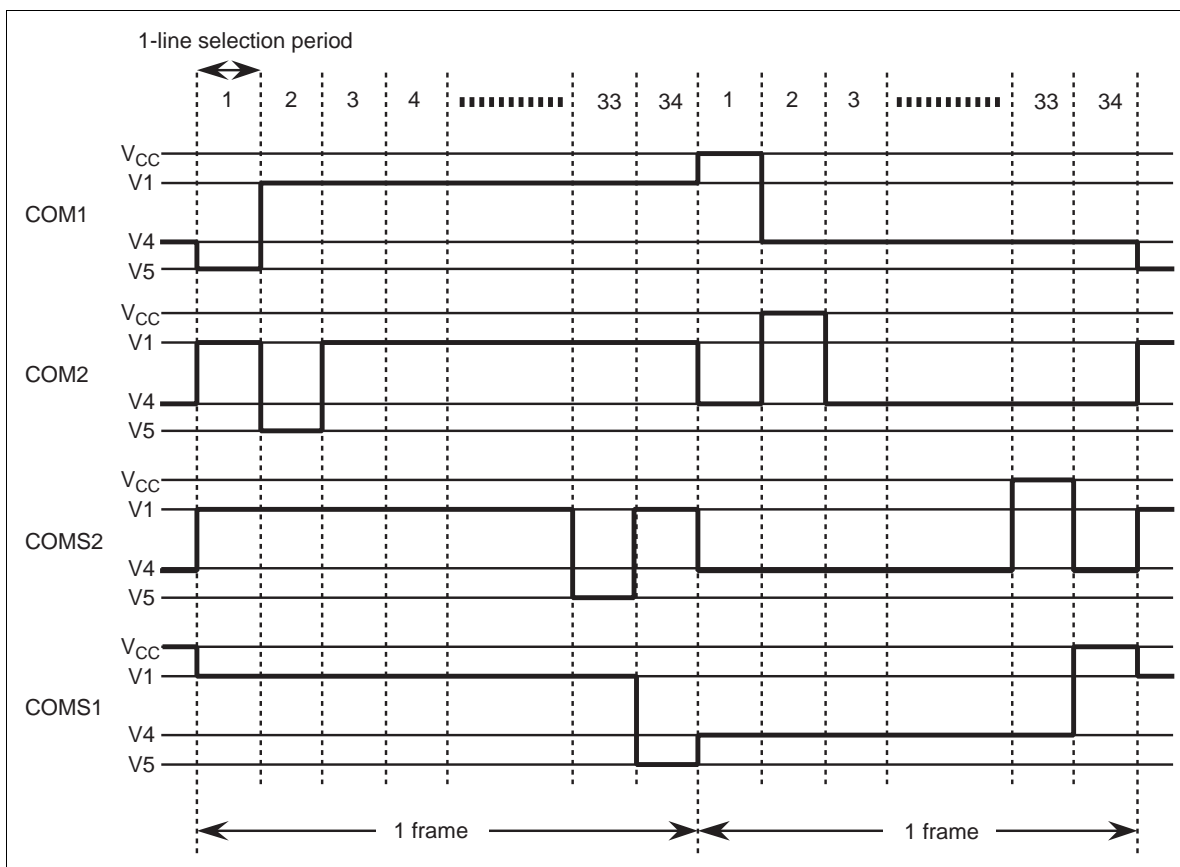 1-line selection period
1 2 3 4 33 34 1 2 3 33 34
VCC
V1
COM1
V4
V5
VCC
V1
COM2
V4
V5
VCC
V1
COMS2
V4
V5
VCC
V1
COMS1
V4
V5
1 frame 1 frame